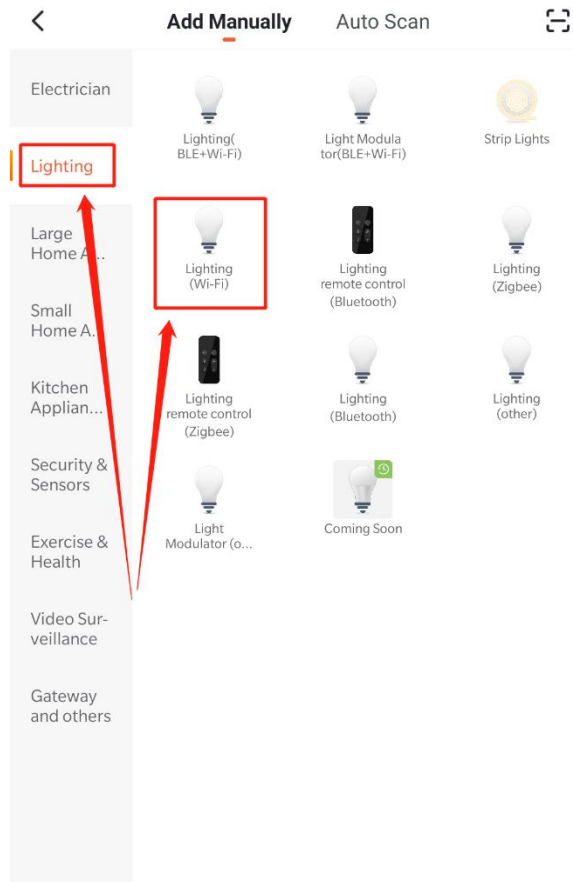 Add Manually
Auto Scan
Electrician
Lighting
Large
Home A...
Small
Home A...
Kitchen
Applian...
Security &
Sensors
Exercise &
Health
Video Sur-
veillance
Gateway
and others
Lighting(
BLE+Wi-Fi)
Light Modula
tor(BLE+Wi-Fi)
Strip Lights
Lighting
(Wi-Fi)
Lighting
remote control
(Bluetooth)
Lighting
(Zigbee)
Lighting
remote control
(Zigbee)
Lighting
(Bluetooth)
Lighting
(other)
Light
Modulator (o...
Coming Soon